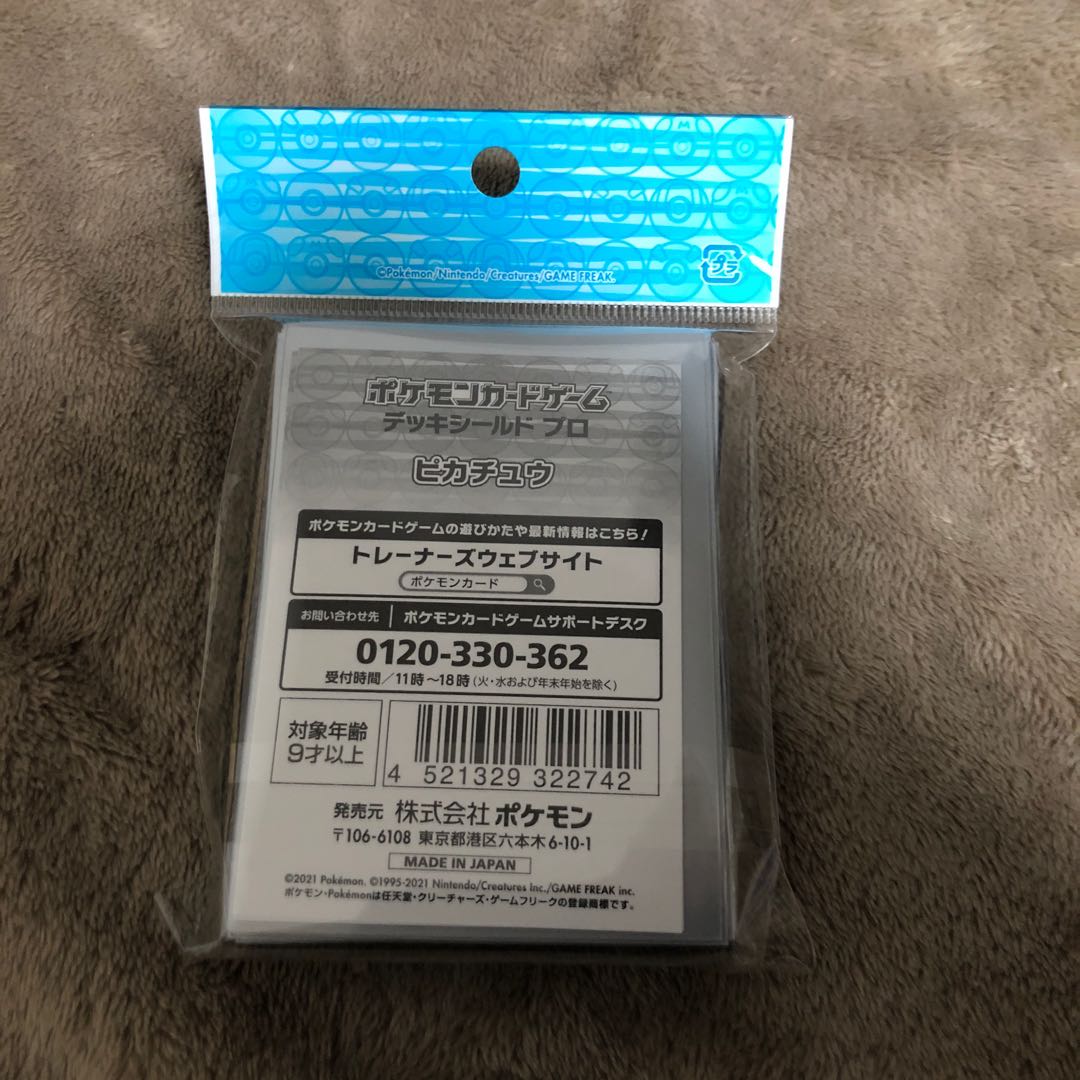 ©Pokémon/Nintendo/Creatures/GAME FREAK.
プラ
ポケモンカードゲーム
デッキシールド プロ
ピカチュウ
ポケモンカードゲームの遊びかたや最新情報はこちら！
トレーナーズウェブサイト
ポケモンカード
お問い合わせ先 ポケモンカードゲームサポートデスク
0120-330-362
受付時間／11時～18時(火・水および年末年始を除く)
対象年齢
9才以上
4 521329 322742
発売元 株式会社 ポケモン
〒106-6108 東京都港区六本木6-10-1
MADE IN JAPAN
©2021 Pokémon. ©1995-2021 Nintendo/Creatures Inc./GAME FREAK inc.
ポケモン・Pokémonは任天堂・クリーチャーズ・ゲームフリークの登録商標です。